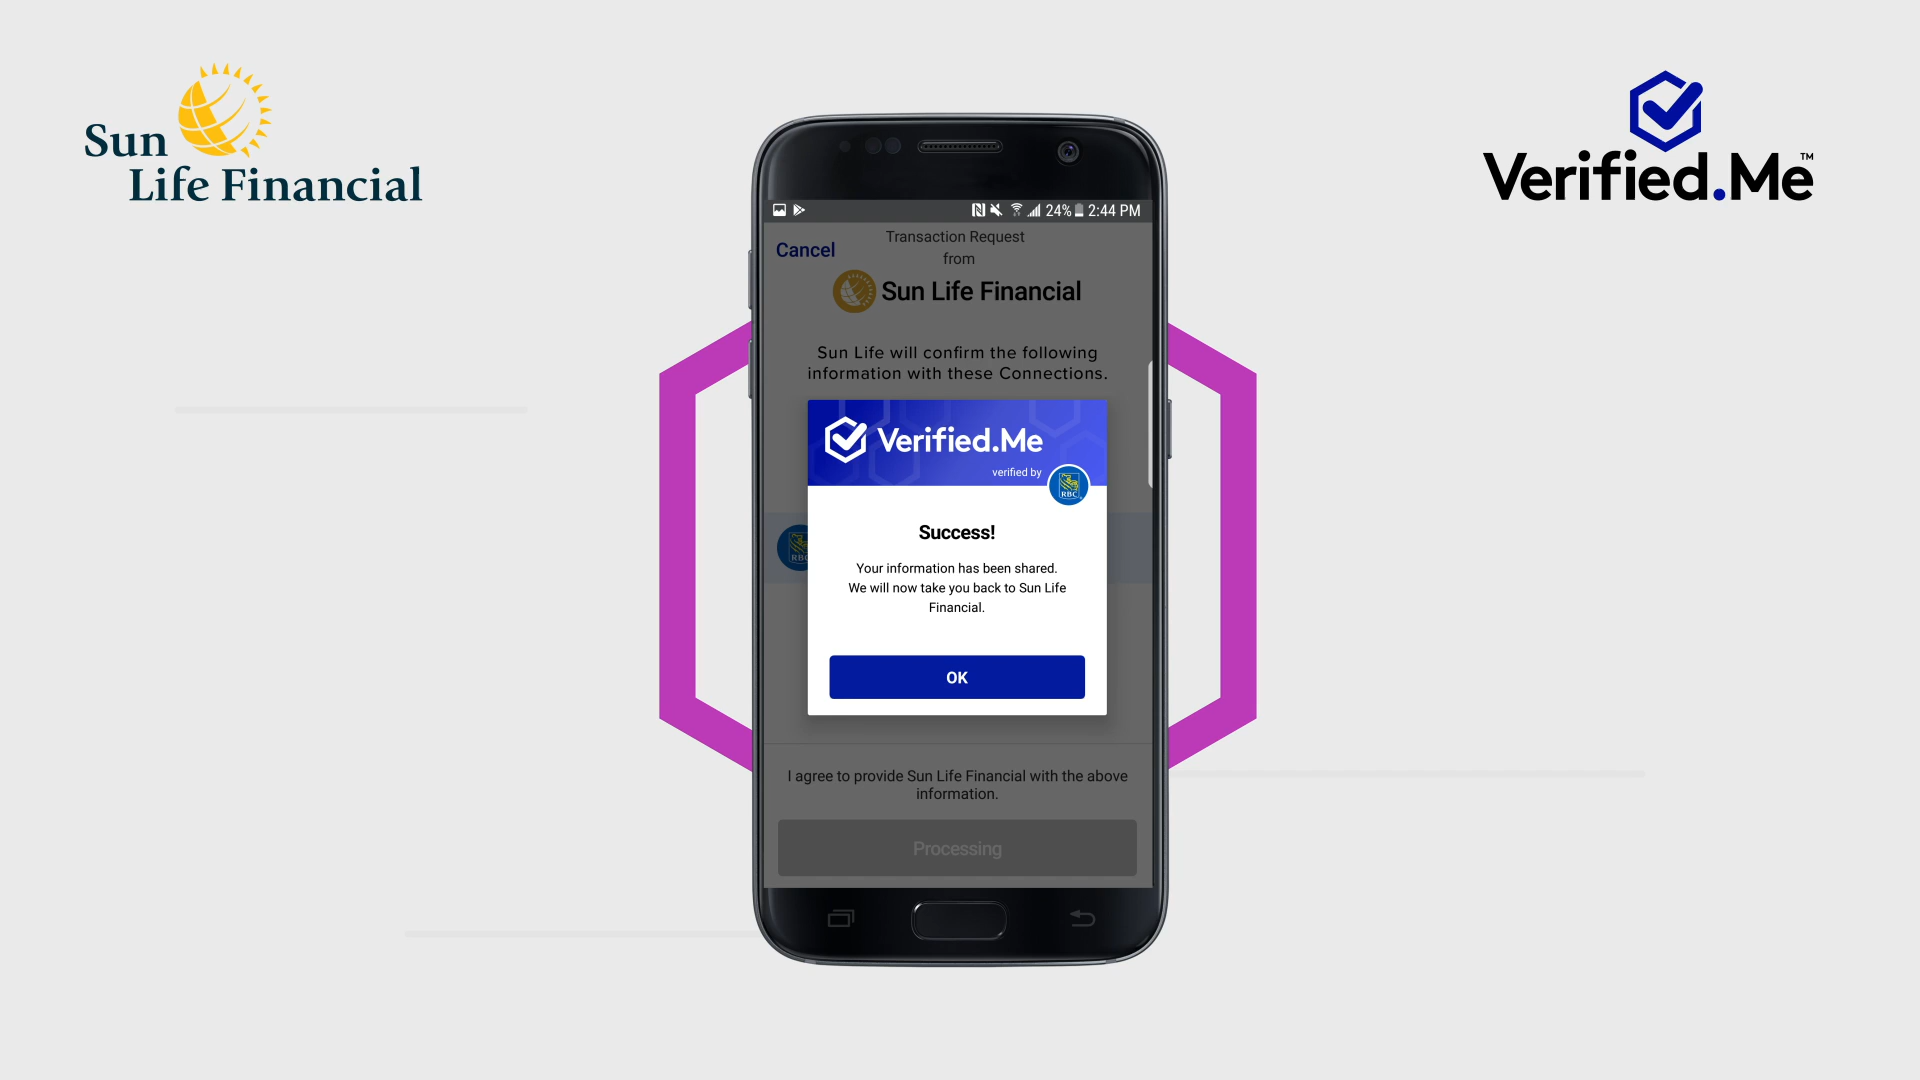 Sun
Life Financial
Verified.Me™
24% 2:44 PM
Cancel
Transaction Request
from
Sun Life Financial
Sun Life will confirm the following
information with these Connections.
Verified.Me
verified by
RBC
RBC
Success!
Your information has been shared.
We will now take you back to Sun Life
Financial.
OK
I agree to provide Sun Life Financial with the above
information.
Processing